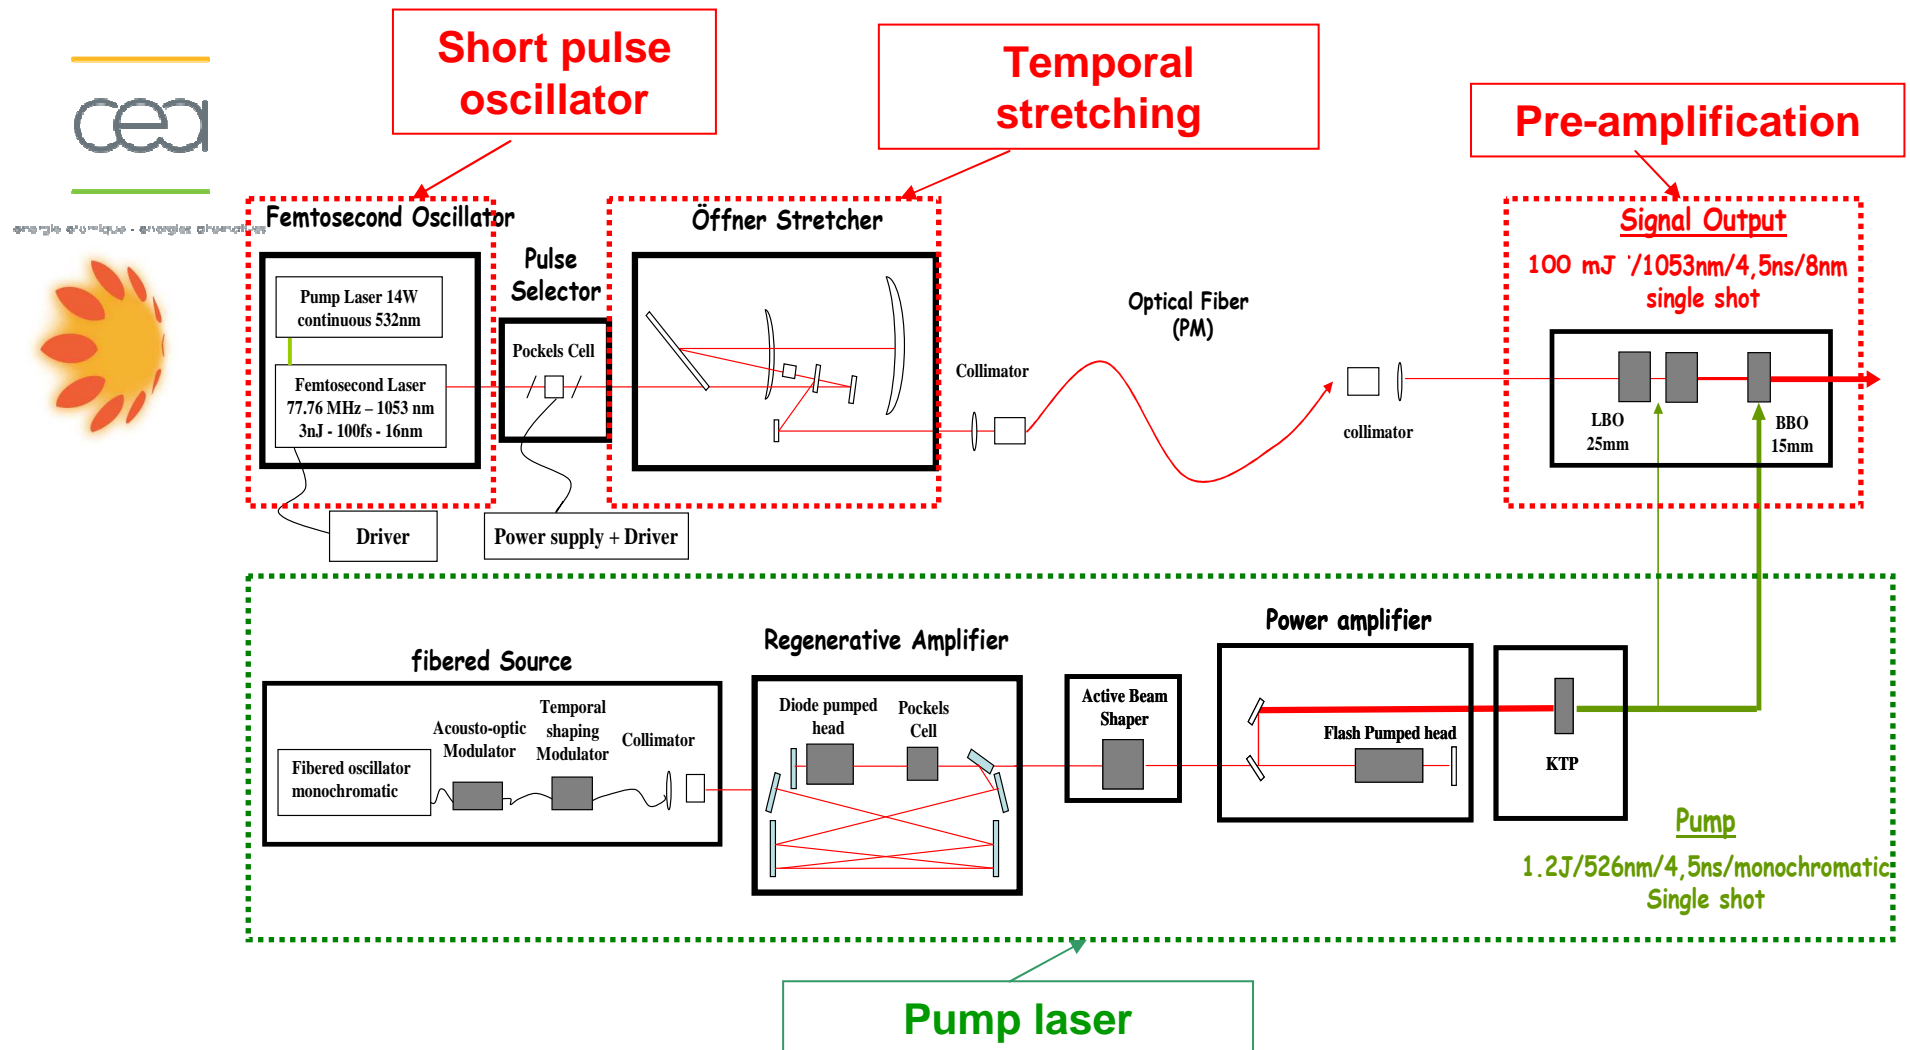 Short pulse
oscillator
Temporal
stretching
Pre-amplification
cea
énergie atomique - énergies alternatives
Femtosecond Oscillator
Pump Laser 14W
continuous 532nm
Femtosecond Laser
77.76 MHz – 1053 nm
3nJ - 100fs - 16nm
Driver
Pulse
Selector
Pockels Cell
Power supply + Driver
Öffner Stretcher
Collimator
Optical Fiber
(PM)
collimator
Signal Output
100 mJ /1053nm/4,5ns/8nm
single shot
LBO
25mm
BBO
15mm
fibered Source
Fibered oscillator
monochromatic
Acousto-optic
Modulator
Temporal
shaping
Modulator
Collimator
Regenerative Amplifier
Diode pumped
head
Pockels
Cell
Active Beam
Shaper
Power amplifier
Flash Pumped head
KTP
Pump
1.2J/526nm/4,5ns/monochromatic
Single shot
Pump laser